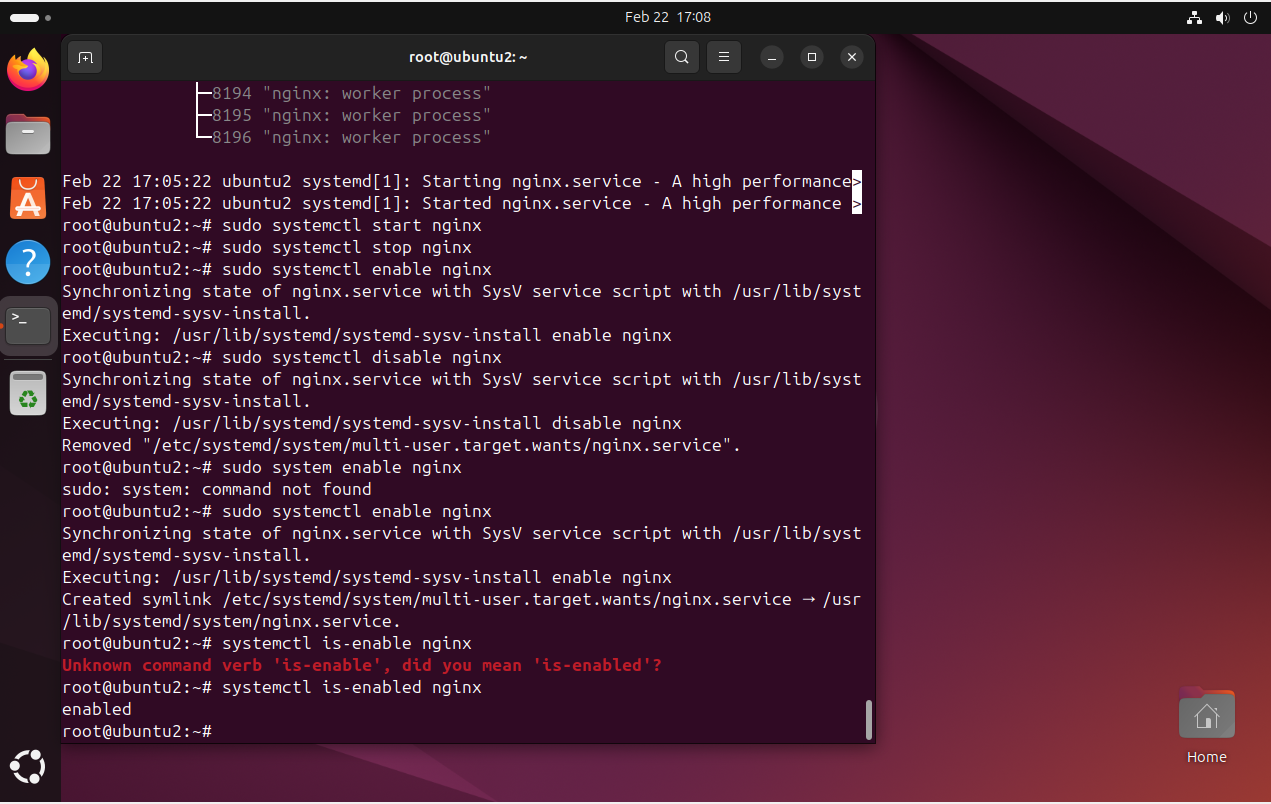 Feb 22 17:08
root@ubuntu2: ~
8194 "nginx: worker process"
8195 "nginx: worker process"
8196 "nginx: worker process"
Feb 22 17:05:22 ubuntu2 systemd[1]: Starting nginx.service - A high performance>
Feb 22 17:05:22 ubuntu2 systemd[1]: Started nginx.service - A high performance >
root@ubuntu2:~# sudo systemctl start nginx
root@ubuntu2:~# sudo systemctl stop nginx
root@ubuntu2:~# sudo systemctl enable nginx
Synchronizing state of nginx.service with SysV service script with /usr/lib/syst
emd/systemd-sysv-install.
Executing: /usr/lib/systemd/systemd-sysv-install enable nginx
root@ubuntu2:~# sudo systemctl disable nginx
Synchronizing state of nginx.service with SysV service script with /usr/lib/syst
emd/systemd-sysv-install.
Executing: /usr/lib/systemd/systemd-sysv-install disable nginx
Removed "/etc/systemd/system/multi-user.target.wants/nginx.service".
root@ubuntu2:~# sudo system enable nginx
sudo: system: command not found
root@ubuntu2:~# sudo systemctl enable nginx
Synchronizing state of nginx.service with SysV service script with /usr/lib/syst
emd/systemd-sysv-install.
Executing: /usr/lib/systemd/systemd-sysv-install enable nginx
Created symlink /etc/systemd/system/multi-user.target.wants/nginx.service → /usr
/lib/systemd/system/nginx.service.
root@ubuntu2:~# systemctl is-enable nginx
Unknown command verb 'is-enable', did you mean 'is-enabled'?
root@ubuntu2:~# systemctl is-enabled nginx
enabled
root@ubuntu2:~#
Home